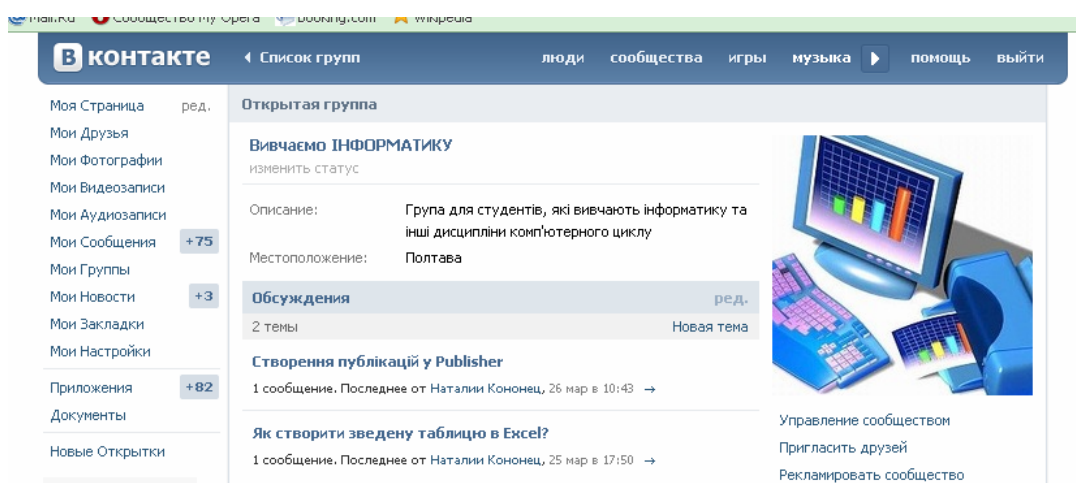 Mail.Ru Сообщество My Opera Booking.com Wikipedia
В контакте Список групп люди сообщества игры музыка помощь выйти
Моя Страница ред.
Мои Друзья
Мои Фотографии
Мои Видеозаписи
Мои Аудиозаписи
Мои Сообщения +75
Мои Группы
Мои Новости +3
Мои Закладки
Мои Настройки
Приложения +82
Документы
Новые Открытки
Открытая группа
Вивчаємо ІНФОРМАТИКУ
изменить статус
Описание: Група для студентів, які вивчають інформатику та
інші дисципліни комп'ютерного циклу
Местоположение: Полтава
Обсуждения ред.
2 темы Новая тема
Створення публікацій у Publisher
1 сообщение. Последнее от Наталии Кононец, 26 мар в 10:43 →
Як створити зведену таблицю в Excel?
1 сообщение. Последнее от Наталии Кононец, 25 мар в 17:50 →
Управление сообществом
Пригласить друзей
Рекламировать сообщество